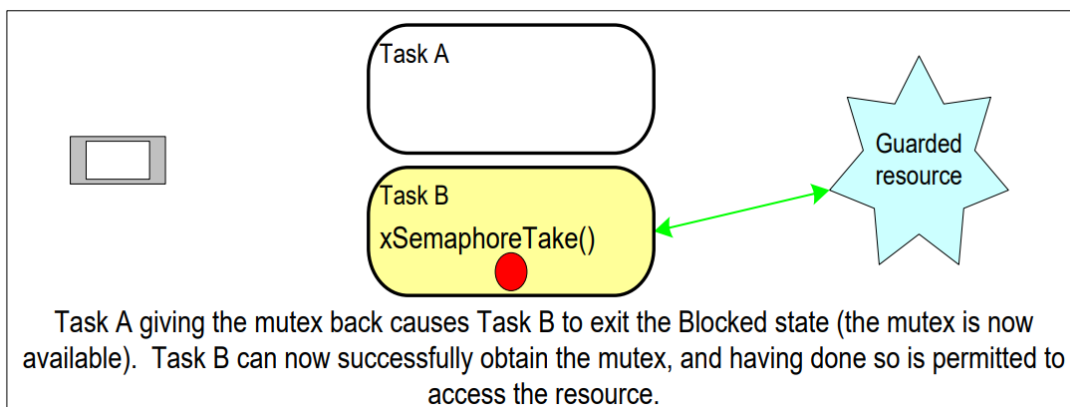 Task A
Task B
xSemaphoreTake()
Guarded
resource
Task A giving the mutex back causes Task B to exit the Blocked state (the mutex is now
available).  Task B can now successfully obtain the mutex, and having done so is permitted to
access the resource.